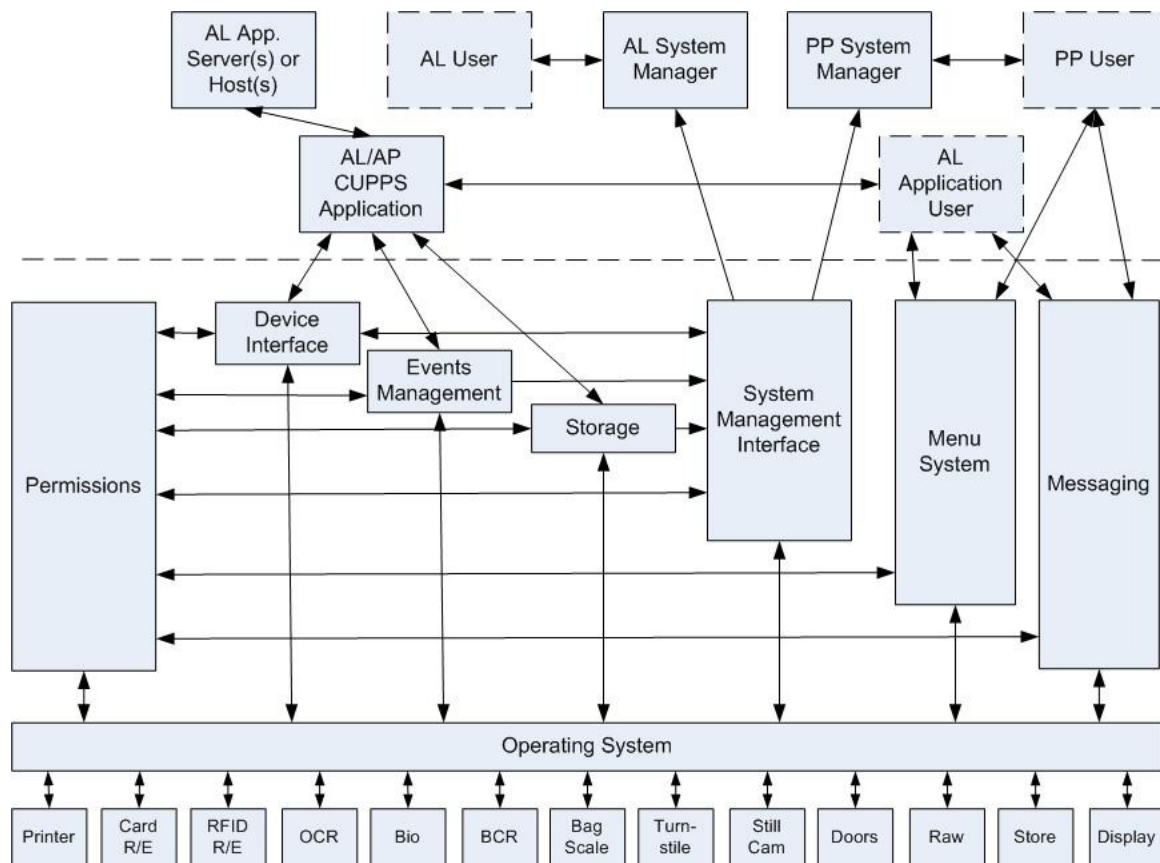 AL App.
Server(s) or
Host(s)
AL User
AL System
Manager
PP System
Manager
PP User
AL/AP
CUPPS
Application
AL
Application
User
Permissions
Device
Interface
Events
Management
Storage
System
Management
Interface
Menu
System
Messaging
Operating System
Printer
Card
R/E
RFID
R/E
OCR
Bio
BCR
Bag
Scale
Turn-
stile
Still
Cam
Doors
Raw
Store
Display